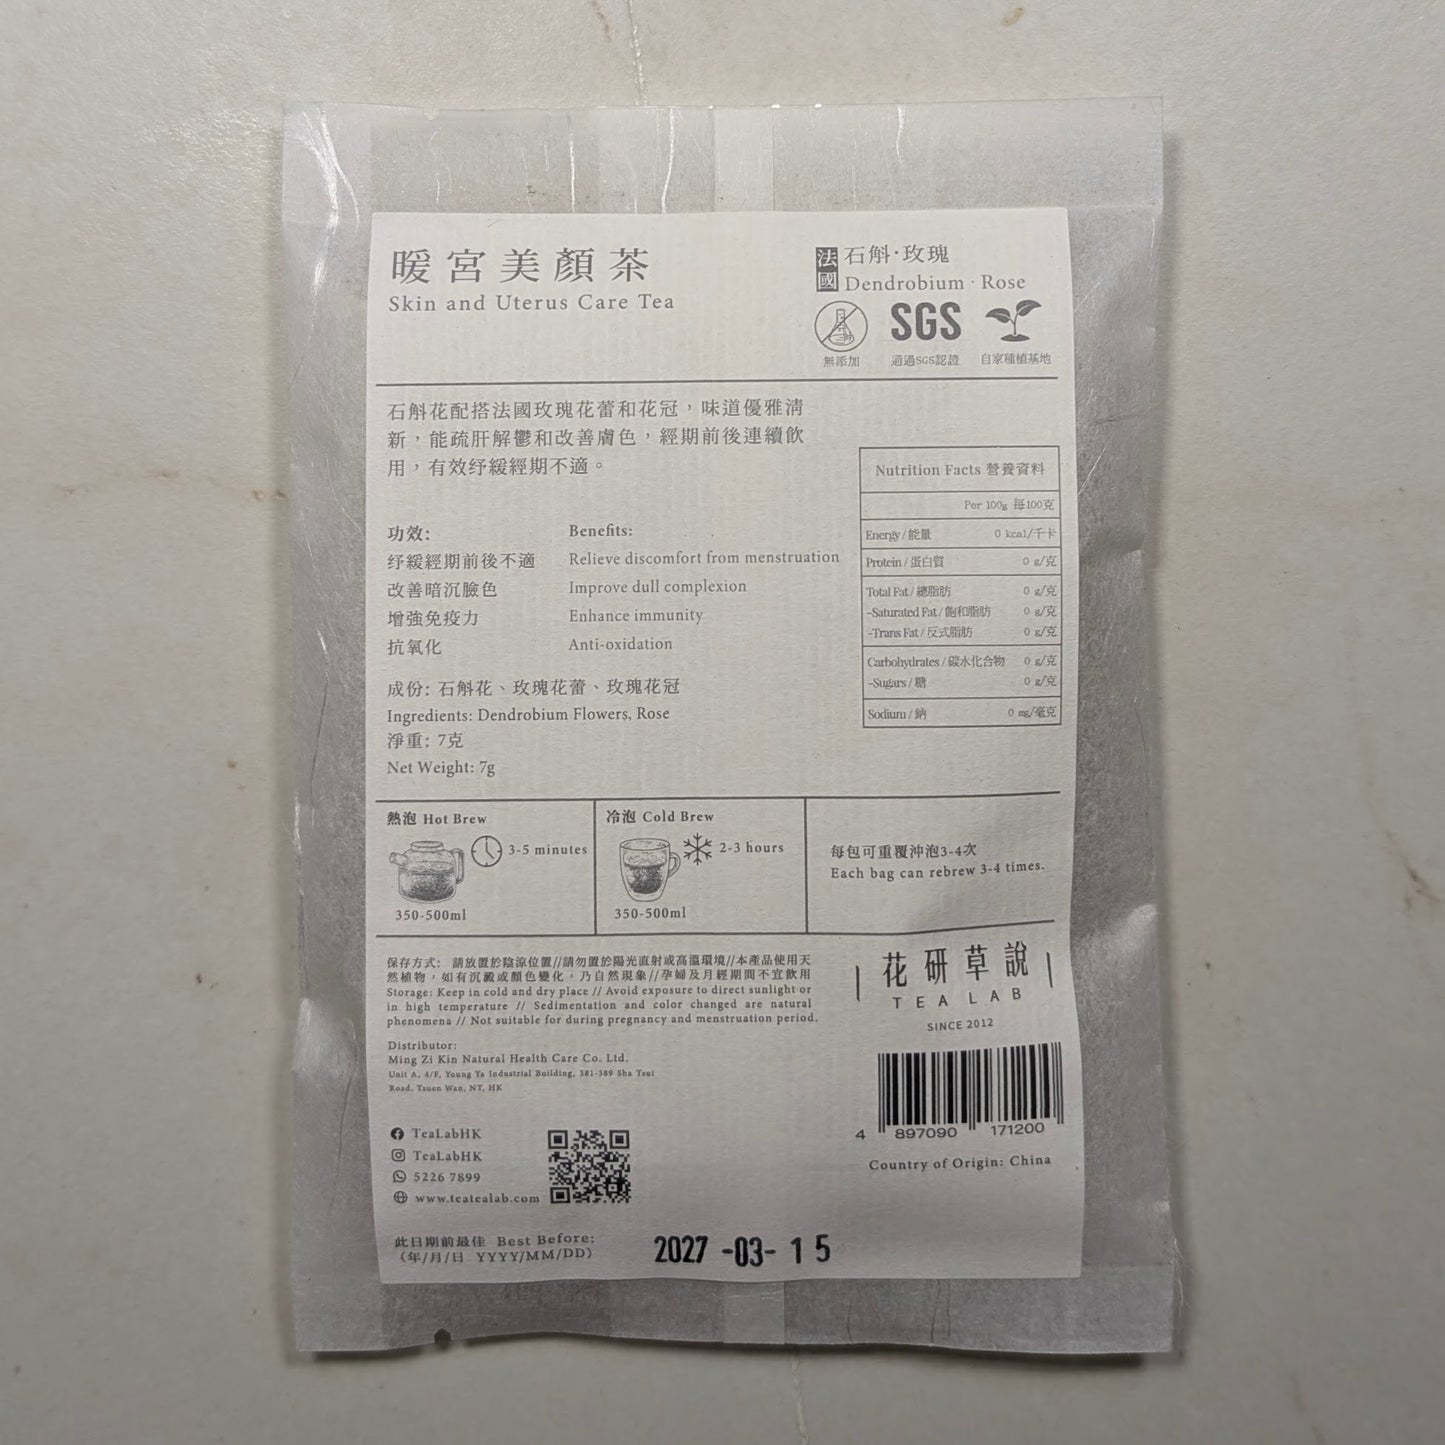 暖宮美顏茶
Skin and Uterus Care Tea
法國
石斛·玫瑰
Dendrobium · Rose
無添加
SGS
通過SGS認證
自家種植基地
石斛花配搭法國玫瑰花蕾和花冠，味道優雅清
新，能疏肝解鬱和改善膚色，經期前後連續飲
用，有效紓緩經期不適。
功效:
紓緩經期前後不適
改善暗沉臉色
增強免疫力
抗氧化
Benefits:
Relieve discomfort from menstruation
Improve dull complexion
Enhance immunity
Anti-oxidation
成份: 石斛花、玫瑰花蕾、玫瑰花冠
Ingredients: Dendrobium Flowers, Rose
淨重: 7克
Net Weight: 7g
Nutrition Facts 營養資料
Per 100g 每100克
Energy / 能量 0 kcal/千卡
Protein / 蛋白質 0 g/克
Total Fat / 總脂肪 0 g/克
-Saturated Fat / 飽和脂肪 0 g/克
-Trans Fat / 反式脂肪 0 g/克
Carbohydrates / 碳水化合物 0 g/克
-Sugars / 糖 0 g/克
Sodium / 鈉 0 mg/毫克
熱泡 Hot Brew
3-5 minutes
350-500ml
冷泡 Cold Brew
2-3 hours
350-500ml
每包可重覆沖泡3-4次
Each bag can rebrew 3-4 times.
保存方式: 請放置於陰涼位置//請勿置於陽光直射或高溫環境//本產品使用天
然植物，如有沉澱或顏色變化，乃自然現象//孕婦及月經期間不宜飲用
Storage: Keep in cold and dry place // Avoid exposure to direct sunlight or
in high temperature // Sedimentation and color changed are natural
phenomena // Not suitable for during pregnancy and menstruation period.
Distributor:
Ming Zi Kin Natural Health Care Co. Ltd.
Unit A, 4/F, Young Ya Industrial Building, 381-389 Sha Tsui
Road, Tsuen Wan, NT, HK
TeaLabHK
TeaLabHK
5226 7899
www.teatealab.com
花研草說
TEA LAB
SINCE 2012
4 897090 171200
Country of Origin: China
此日期前最佳 Best Before:
(年/月/日 YYYY/MM/DD)
2027-03-15